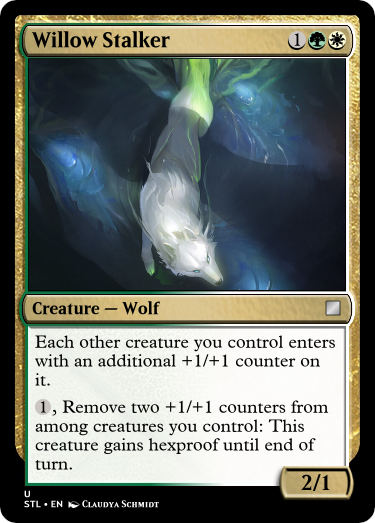 Willow Stalker 1
Creature — Wolf
Each other creature you control enters
with an additional +1/+1 counter on
it.
1, Remove two +1/+1 counters from
among creatures you control: This
creature gains hexproof until end of
turn.
2/1
U
STL • EN Claudya Schmidt